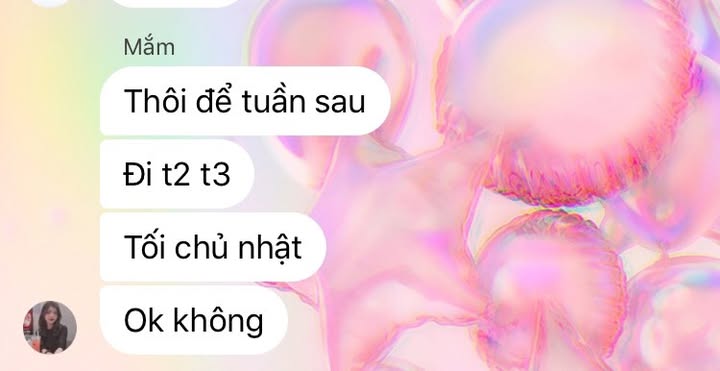 Mắm
Thôi để tuần sau
Đi t2 t3
Tối chủ nhật
Ok không